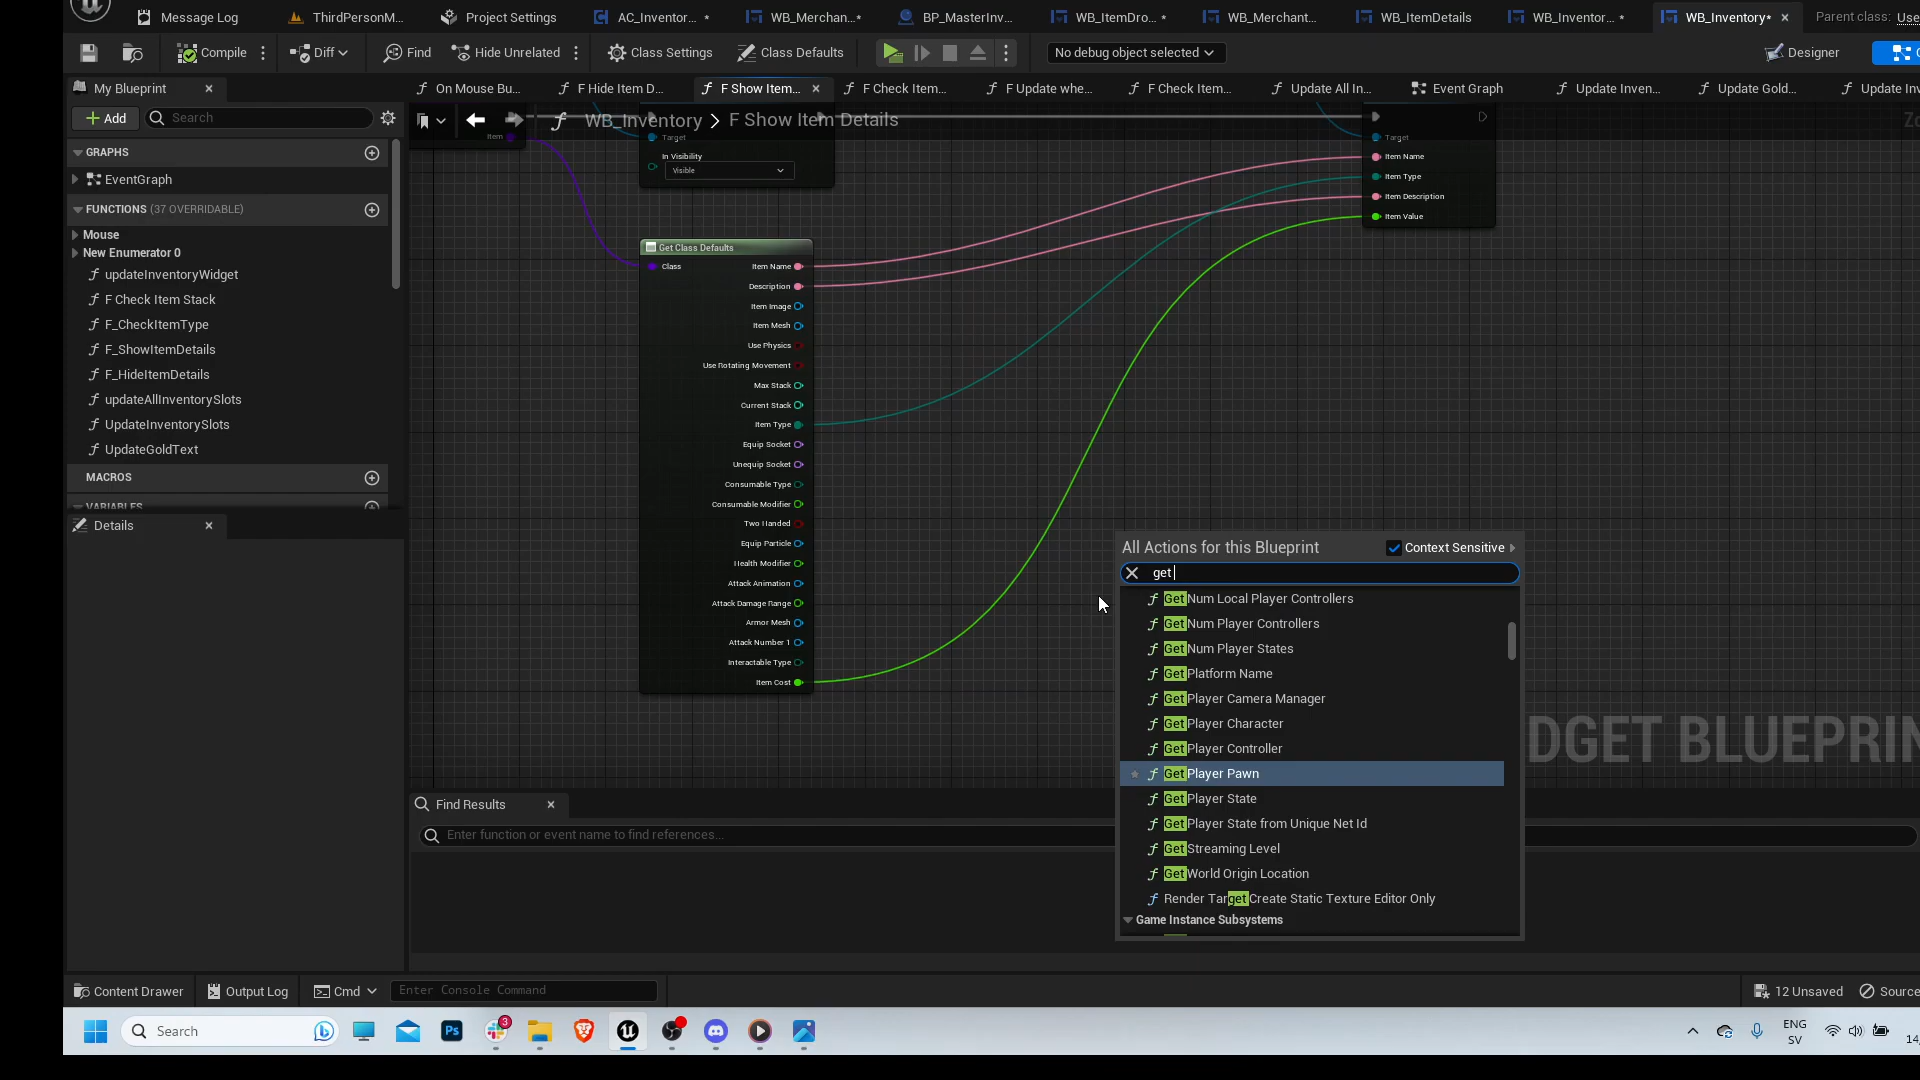 Message Log
ThirdPersonM...
Project Settings
AC_Inventor... *
WB_Merchan...*
BP_MasterInv...
WB_ItemDro... *
WB_Merchant...
WB_ItemDetails
WB_Inventor... *
WB_Inventory*
Parent class:
Compile
Diff
Find
Hide Unrelated
Class Settings
Class Defaults
No debug object selected
Designer
My Blueprint
On Mouse Bu...
F Hide Item D...
F Show Item...
F Check Item...
F Update whe...
F Check Item...
Update All In...
Event Graph
Update Inven...
Update Gold...
Update Inv
Add
Search
WB_Inventory > F Show Item Details
GRAPHS
EventGraph
FUNCTIONS (37 OVERRIDABLE)
Mouse
New Enumerator 0
updateInventoryWidget
F Check Item Stack
F_CheckItemType
F_ShowItemDetails
F_HideItemDetails
updateAllInventorySlots
UpdateInventorySlots
UpdateGoldText
MACROS
VARIABLES
Details
Item
Target
In Visibility
Visible
Target
Item Name
Item Type
Item Description
Item Value
Get Class Defaults
Class
Item Name
Description
Item Image
Item Mesh
Use Physics
Use Rotating Movement
Max Stack
Current Stack
Item Type
Equip Socket
Unequip Socket
Consumable Type
Consumable Modifier
Two Handed
Equip Particle
Health Modifier
Attack Animation
Attack Damage Range
Armor Mesh
Attack Number 1
Interactable Type
Item Cost
All Actions for this Blueprint
Context Sensitive
get
Get Num Local Player Controllers
Get Num Player Controllers
Get Num Player States
Get Platform Name
Get Player Camera Manager
Get Player Character
Get Player Controller
Get Player Pawn
Get Player State
Get Player State from Unique Net Id
Get Streaming Level
Get World Origin Location
Render Target Create Static Texture Editor Only
Game Instance Subsystems
DGET BLUEPRIN
Find Results
Enter function or event name to find references...
Content Drawer
Output Log
Cmd
Enter Console Command
12 Unsaved
Source
Search
Ps
3
ENG
SV
14